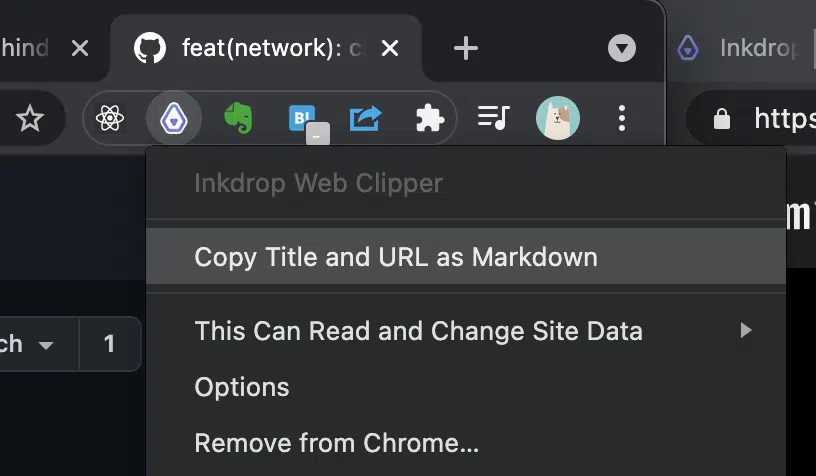 hind
feat(network): c
Inkdrop
B!
https
Inkdrop Web Clipper
m
Copy Title and URL as Markdown
This Can Read and Change Site Data
ch 1
Options
Remove from Chrome...